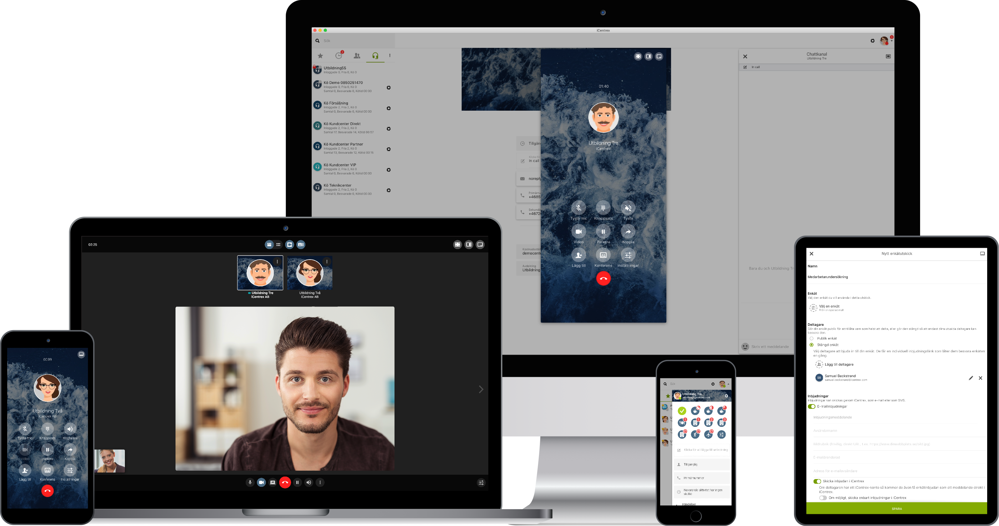 iCentrex
Sök
2
3
Utbildning55
Inloggade 0, Fria 0, Kö 0
Kö Demo 0850251470
Inloggade 0, Fria 0, Kö 0
Samtal 0, Besvarade 0, Kötid 00:00
Kö Försäljning
Inloggade 2, Fria 2, Kö 0
Samtal 0, Besvarade 0, Kötid 00:00
Kö Kundcenter Direkt
Inloggade 2, Fria 2, Kö 0
Samtal 17, Besvarade 14, Kötid 00:57
Kö Kundcenter Partner
Inloggade 2, Fria 2, Kö 0
Samtal 13, Besvarade 12, Kötid 00:15
Kö Kundcenter VIP
Inloggade 2, Fria 2, Kö 0
Samtal 0, Besvarade 0, Kötid 00:00
Kö Teknikcenter
Inloggade 2, Fria 2, Kö 0
Samtal 0, Besvarade 0, Kötid 00:00
Tillgän
Klicka för
In call
noreply
Primärnu
+4685
Sekundä
+4672
Kostnadsställ
democente
Avdelning
Utbildning
01:40
Utbildning Tre
iCentrex
Tysta mic Knappsats Tysta
Video Parkera Koppla
Lägg till Konferens Inställningar
Chattkanal
Utbildning Tre
In call
Bara du och Utbildning Tr
Skriv ett meddelande
02:25
Utbildning Tre
iCentrex AB
Utbildning Två
iCentrex AB
00:09
Utbildning Två
iCentrex AB
Tysta mic Knappsats Högtalare
Video Parkera Koppla
Lägg till Konferens Inställningar
Sök
Utbildning Tre
utbildning3@icentrex.com
1 1 2 3
Klicka för att lägga till anteckning
Tillgänglig
Primärnummer
Nuvarande aktivitet har ingen
sluttid
Händelser
Nytt enkätutskick
Namn
Medarbetarundersökning
Enkät
Välj den enkät du vill använda i detta utskick.
Välj en enkät
Från en sparad mall
Deltagare
Gör din enkät publik för att tillåta vem som helst att delta, eller gör den stängd så att endast dina utvalda deltagare kan
besvara den.
Publik enkät
Stängd enkät
Välj deltagare att bjuda in till din enkät. De får en individuell inbjudningslänk som låter dem besvara enkäten
en gång.
Lägg till deltagare
SB
Samuel Beckstrand
samuel.beckstrand@icentrex.com
Inbjudningar
Inbjudningar kan skickas genom iCentrex, som e-mail eller som SMS.
E-mailinbjudningar
Inbjudningsmeddelande
Avsändarnamn
Bildrubrik (frivillig, direkt URL, t.ex. https://www.dinwebbplats.se/bild.jpg)
E-mailärenderad
Adress för e-mailavsändare
Skicka inbjudan i iCentrex
Om deltagaren har ett iCentrex-konto så kommer de även få enkätinbjudan som ett meddelande direkt i
iCentrex.
Om möjligt, skicka enbart inbjudningar i iCentrex
SPARA